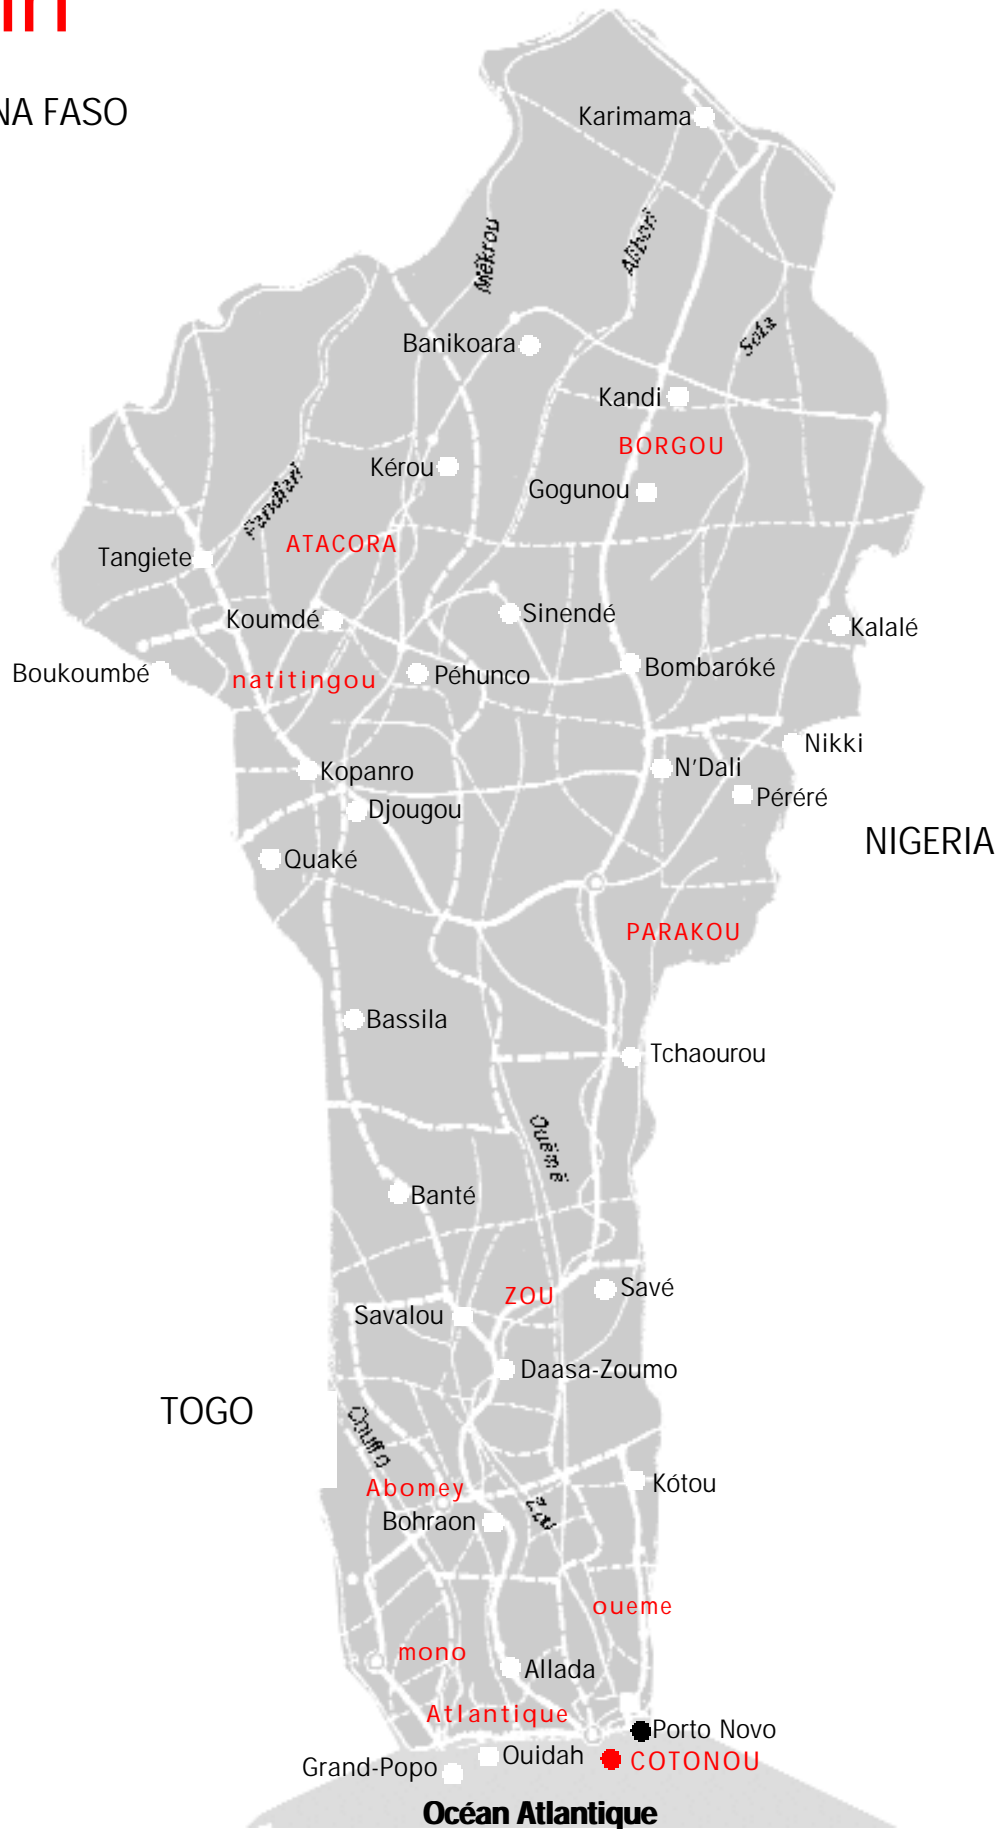 NA FASO
Karimama
Mékrou
Alibori
Sota
Banikoara
Kandi
BORGOU
Kérou
Gogunou
Pendjari
ATACORA
Tangiete
Koumdé
Sinendé
Kalalé
Boukoumbé
natitingou
Péhunco
Bombaróké
Nikki
Kopanro
N'Dali
Djougou
Péréré
NIGERIA
Quaké
PARAKOU
Bassila
Tchaourou
Ouémé
Banté
ZOU
Savé
Savalou
Daasa-Zoumo
TOGO
Couffo
Abomey
Kótou
Zou
Bohraon
oueme
mono
Allada
Atlantique
Porto Novo
Ouidah
COTONOU
Grand-Popo
Océan Atlantique